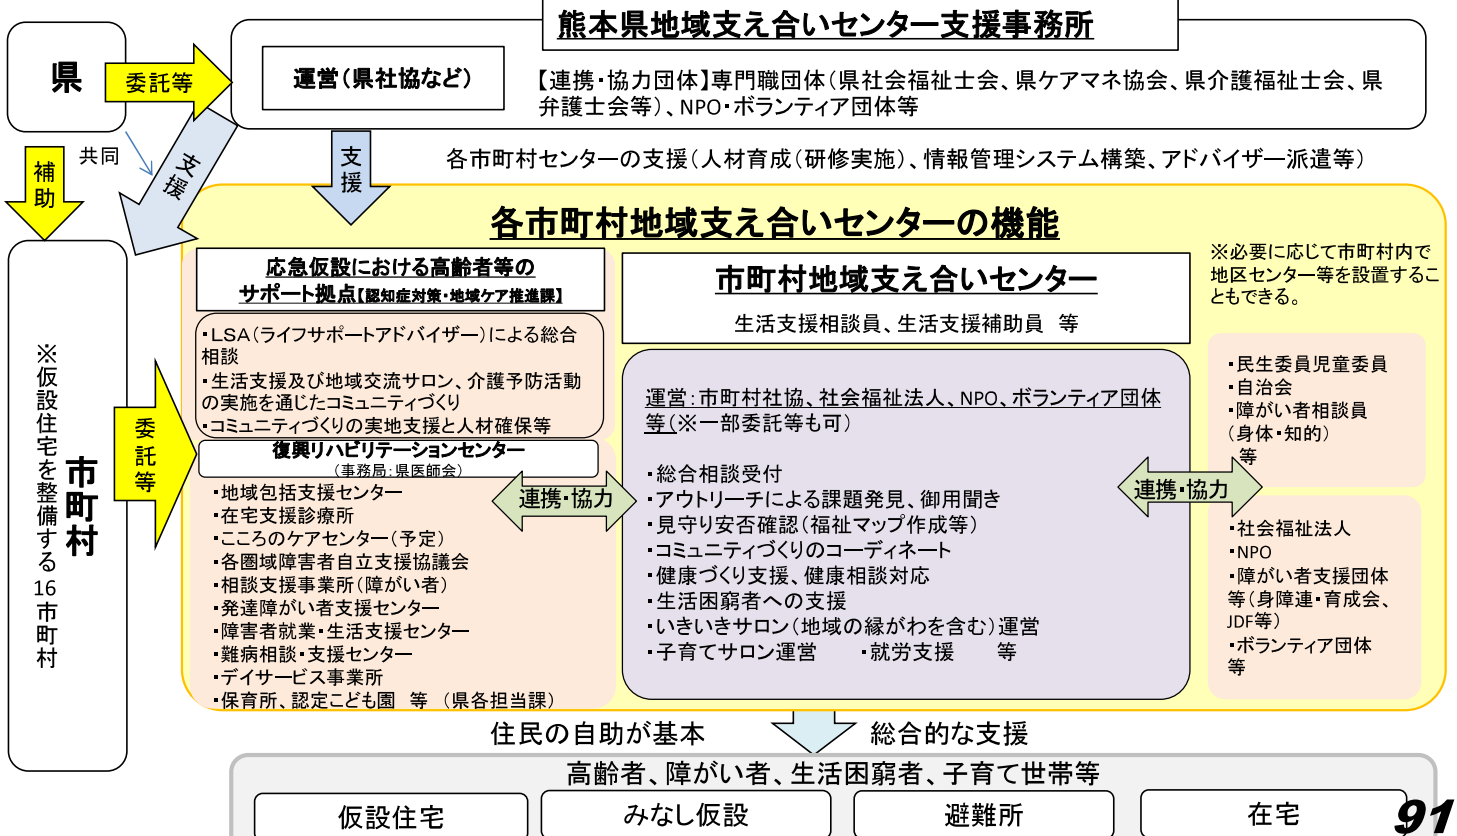 熊本県地域支え合いセンター支援事務所
県
委託等
運営（県社協など）
【連携・協力団体】専門職団体（県社会福祉士会、県ケアマネ協会、県介護福祉士会、県
弁護士会等）、NPO・ボランティア団体等
補助
共同
支援
支援
各市町村センターの支援（人材育成（研修実施）、情報管理システム構築、アドバイザー派遣等）
各市町村地域支え合いセンターの機能
※仮設住宅を整備する16市町村
市町村
委託等
応急仮設における高齢者等の
サポート拠点【認知症対策・地域ケア推進課】
・LSA（ライフサポートアドバイザー）による総合
相談
・生活支援及び地域交流サロン、介護予防活動
の実施を通じたコミュニティづくり
・コミュニティづくりの実地支援と人材確保等
復興リハビリテーションセンター
（事務局：県医師会）
・地域包括支援センター
・在宅支援診療所
・こころのケアセンター（予定）
・各圏域障害者自立支援協議会
・相談支援事業所（障がい者）
・発達障がい者支援センター
・障害者就業・生活支援センター
・難病相談・支援センター
・デイサービス事業所
・保育所、認定こども園　等　（県各担当課）
連携・協力
市町村地域支え合いセンター
生活支援相談員、生活支援補助員　等
運営：市町村社協、社会福祉法人、NPO、ボランティア団体
等（※一部委託等も可）
・総合相談受付
・アウトリーチによる課題発見、御用聞き
・見守り安否確認（福祉マップ作成等）
・コミュニティづくりのコーディネート
・健康づくり支援、健康相談対応
・生活困窮者への支援
・いきいきサロン（地域の縁がわを含む）運営
・子育てサロン運営　・就労支援　等
連携・協力
※必要に応じて市町村内で
地区センター等を設置するこ
ともできる。
・民生委員児童委員
・自治会
・障がい者相談員
（身体・知的）
等
・社会福祉法人
・NPO
・障がい者支援団体
等（身障連・育成会、
JDF等）
・ボランティア団体
等
住民の自助が基本
総合的な支援
高齢者、障がい者、生活困窮者、子育て世帯等
仮設住宅
みなし仮設
避難所
在宅
91